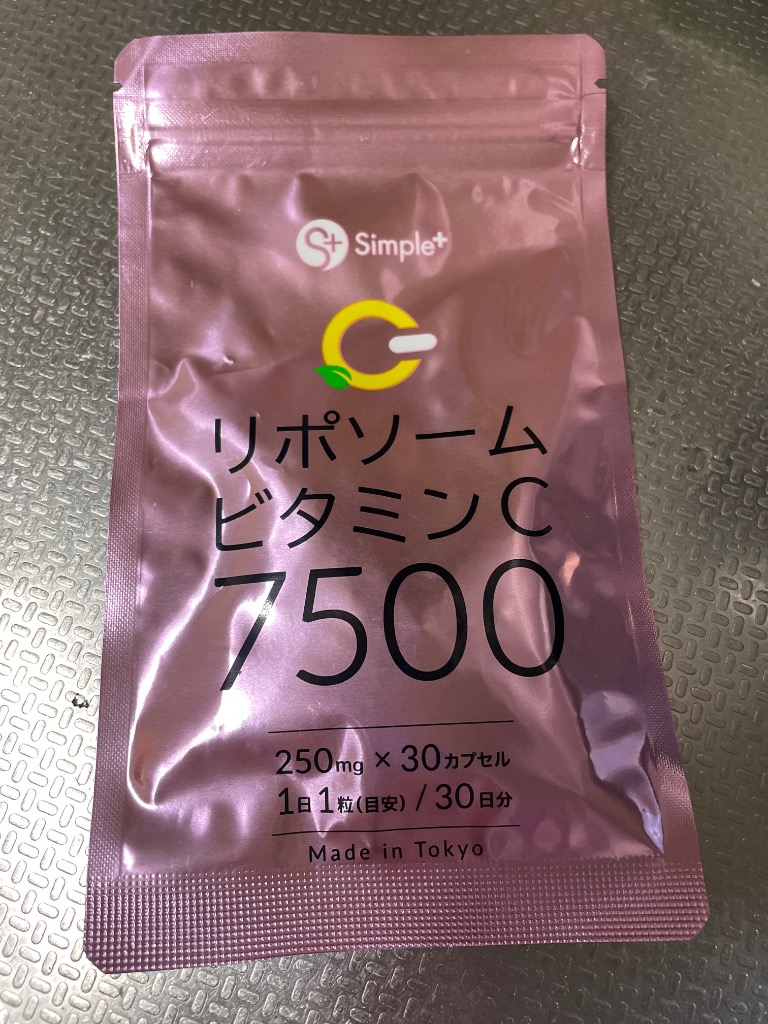 S+ Simple+
リポソーム
ビタミンC
7500
250mg × 30カプセル
1日1粒(目安) / 30日分
Made in Tokyo